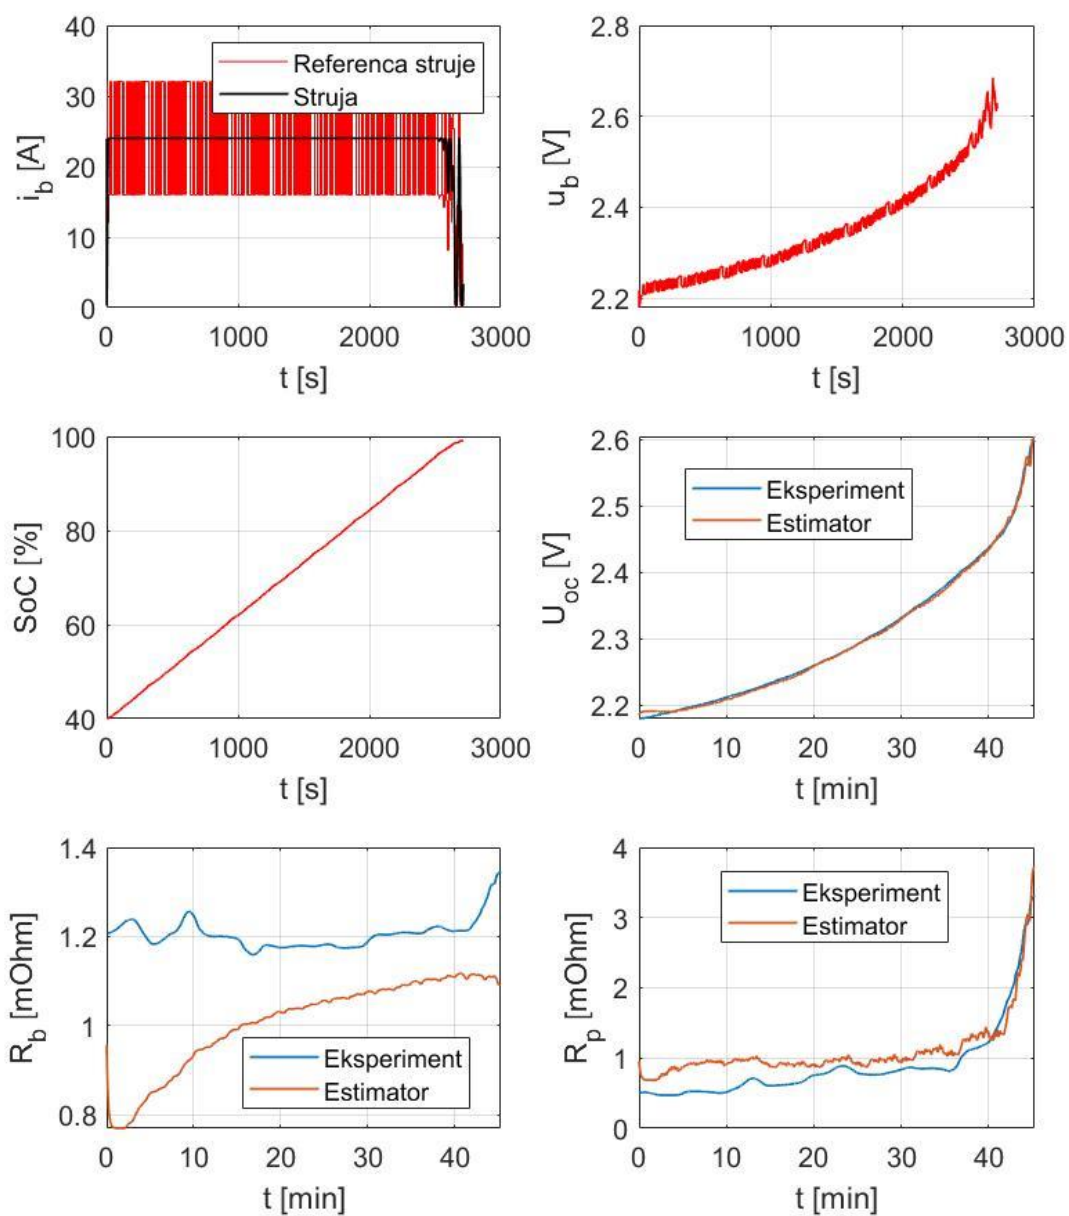 40
30
20
10
0
i_b [A]
Referenca struje
Struja
0 1000 2000 3000
t [s]
2.8
2.6
2.4
2.2
u_b [V]
0 1000 2000 3000
t [s]
100
80
60
40
SoC [%]
0 1000 2000 3000
t [s]
2.6
2.5
2.4
2.3
2.2
U_oc [V]
Eksperiment
Estimator
0 10 20 30 40
t [min]
1.4
1.2
1
0.8
R_b [mOhm]
Eksperiment
Estimator
0 10 20 30 40
t [min]
4
3
2
1
0
R_p [mOhm]
Eksperiment
Estimator
0 10 20 30 40
t [min]